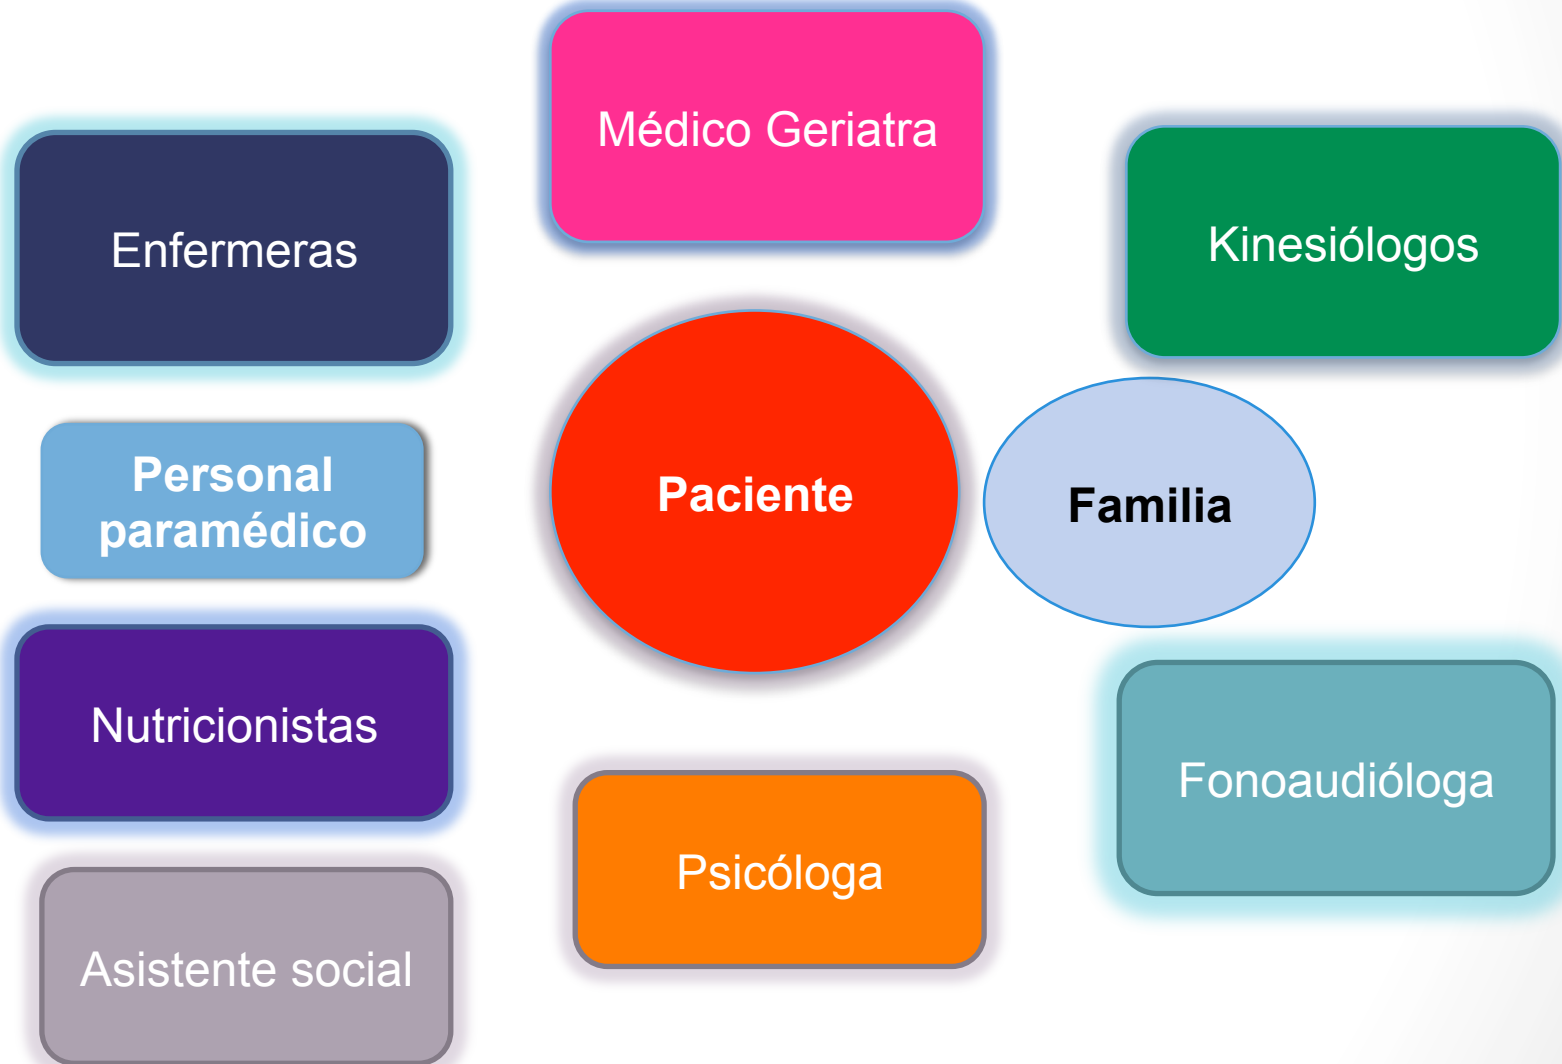 Médico Geriatra
Enfermeras
Kinesiólogos
Personal
paramédico
Paciente
Familia
Nutricionistas
Fonoaudióloga
Psicóloga
Asistente social